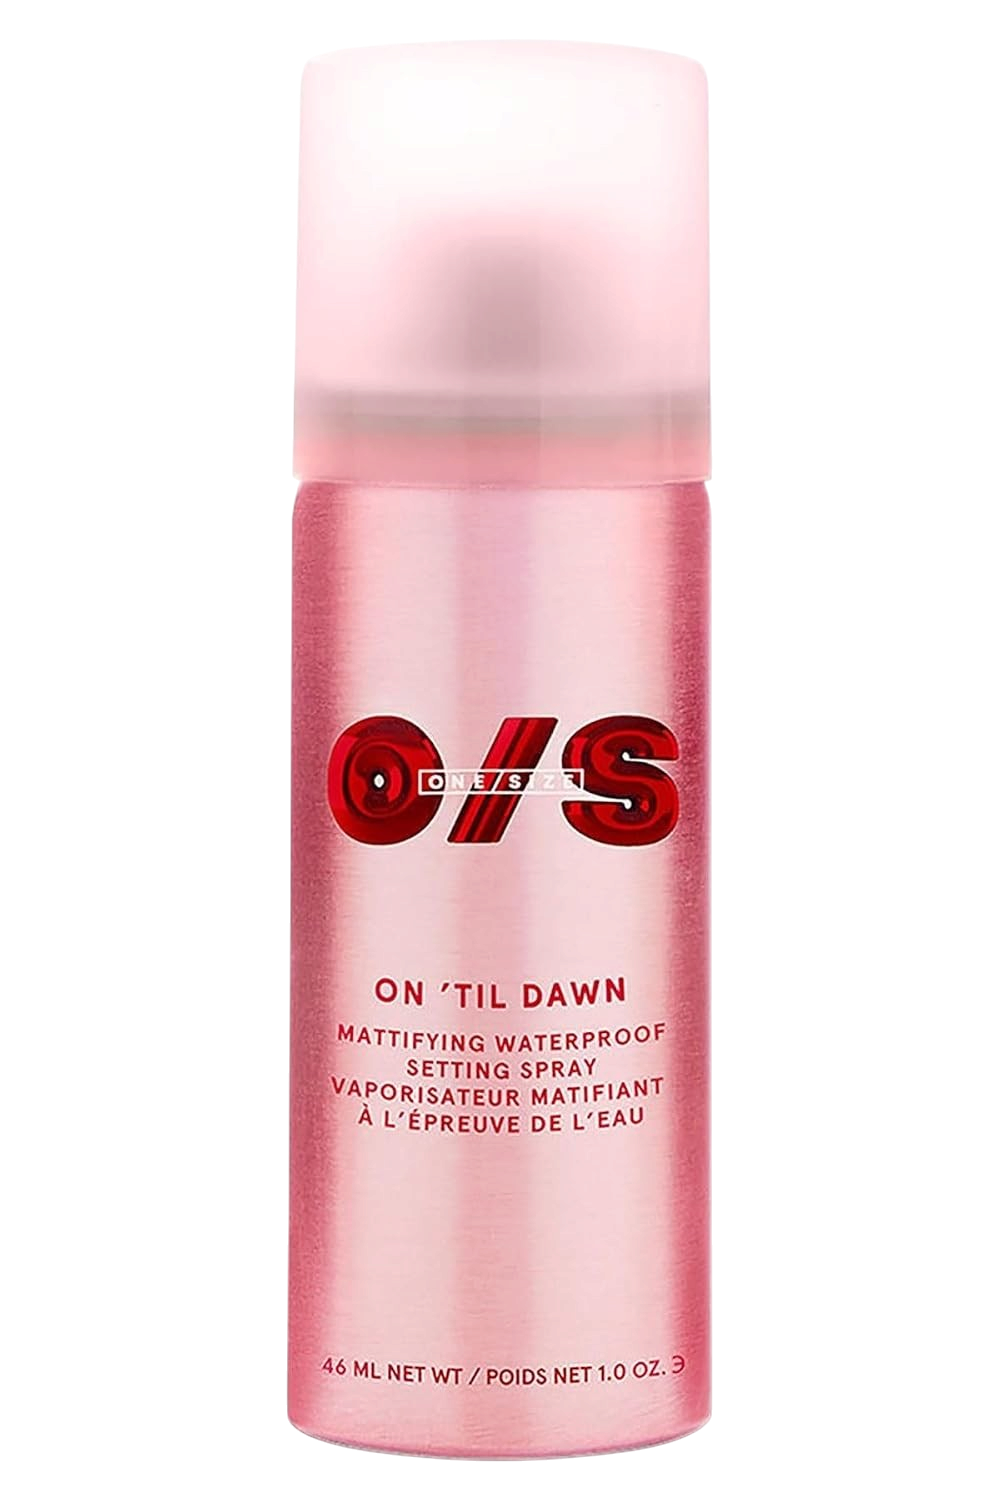 O/S
ONE/SIZE
ON ’TIL DAWN
MATTIFYING WATERPROOF
SETTING SPRAY
VAPORISATEUR MATIFIANT
À L’ÉPREUVE DE L’EAU
46 ML NET WT / POIDS NET 1.0 OZ. ℈